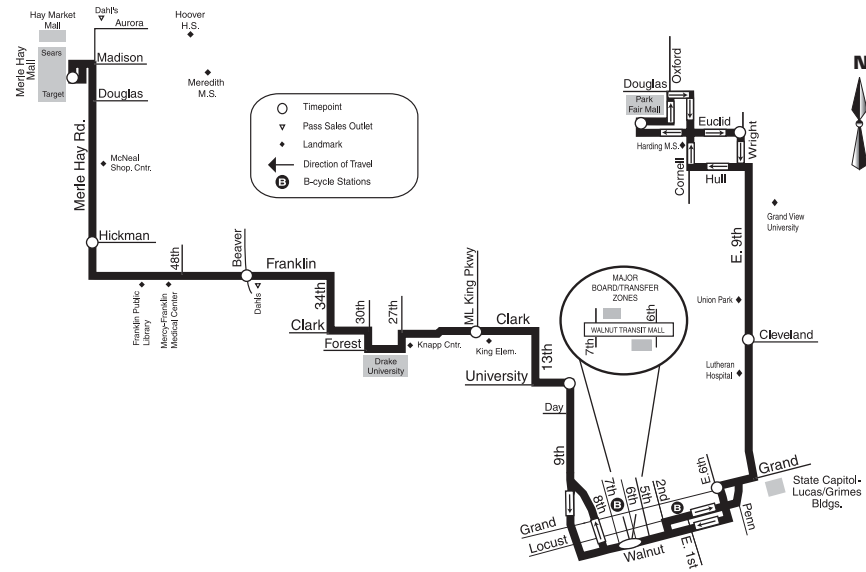 Hay Market
Mall
Dahl's
Aurora
Hoover
H.S.
Sears
Merle Hay
Mall
Target
Madison
Douglas
Meredith
M.S.
Merle Hay Rd.
McNeal
Shop. Cntr.
Hickman
Timepoint
Pass Sales Outlet
Landmark
Direction of Travel
B
B-cycle Stations
48th
Beaver
Franklin
Franklin Public
Library
Mercy-Franklin
Medical Center
Dahls
34th
Clark
30th
27th
Forest
Drake
University
Knapp Cntr.
ML King Pkwy
King Elem.
Clark
13th
University
Day
9th
MAJOR
BOARD/TRANSFER
ZONES
6th
WALNUT TRANSIT MALL
7th
Douglas
Oxford
Park
Fair Mall
Euclid
Wright
Harding M.S.
Cornell
Hull
N
Grand View
University
E. 9th
Union Park
Cleveland
Lutheran
Hospital
Grand
State Capitol-
Lucas/Grimes
Bldgs.
Penn
E.6th
E. 1st
2nd
5th
6th
7th
8th
B
B
Grand
Locust
Walnut